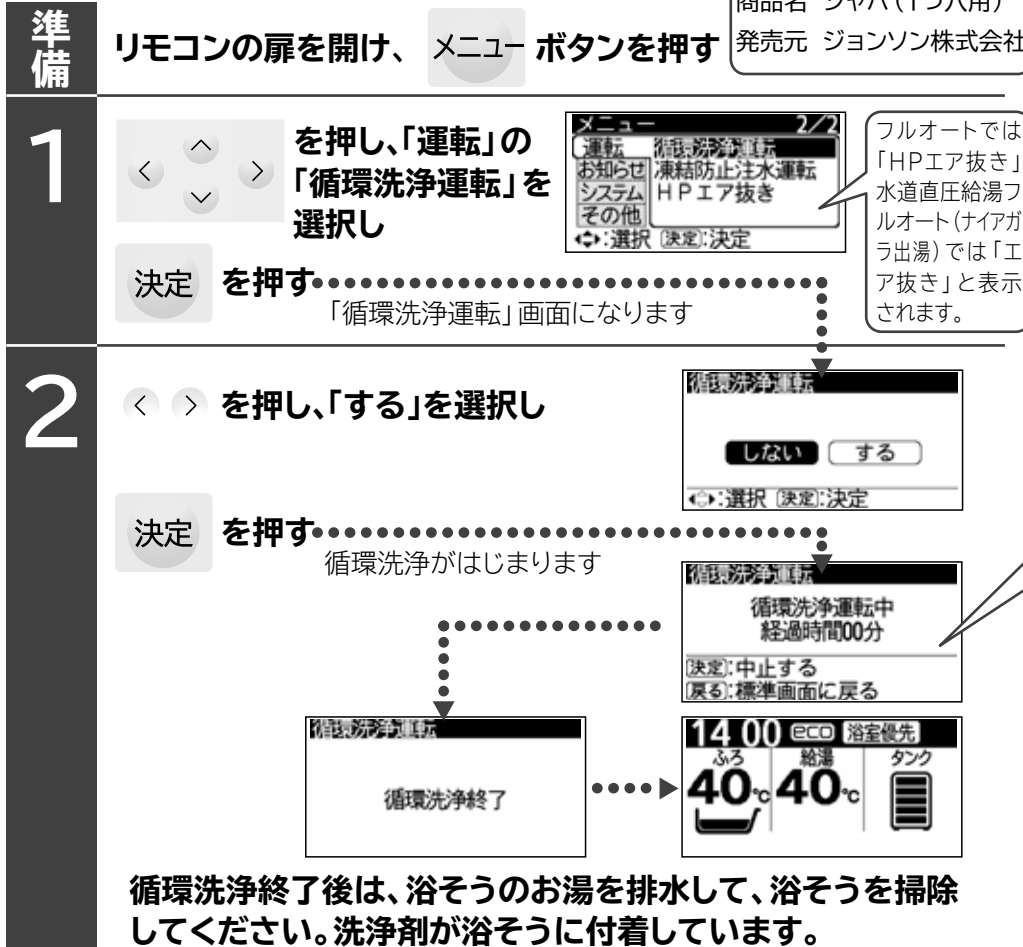 商品名 ジャバ(1つ穴用)
発売元 ジョンソン株式会社
準備
リモコンの扉を開け、 メニュー ボタンを押す
1
を押し、「運転」の
「循環洗浄運転」を
選択し
決定 を押す
「循環洗浄運転」画面になります
メニュー 2/2
運転 循環洗浄運転
お知らせ 凍結防止注水運転
システム HPエア抜き
その他
:選択 決定:決定
フルオートでは
「HPエア抜き」
水道直圧給湯フ
ルオート(ナイアガ
ラ出湯)では「エ
ア抜き」と表示
されます。
2
を押し、「する」を選択し
循環洗浄運転
しない する
:選択 決定:決定
決定 を押す
循環洗浄がはじまります
循環洗浄運転
循環洗浄運転中
経過時間00分
決定:中止する
戻る:標準画面に戻る
循環洗浄運転
循環洗浄終了
14 00 eco 浴室優先
ふろ 給湯 タンク
40℃ 40℃
循環洗浄終了後は、浴そうのお湯を排水して、浴そうを掃除
してください。洗浄剤が浴そうに付着しています。